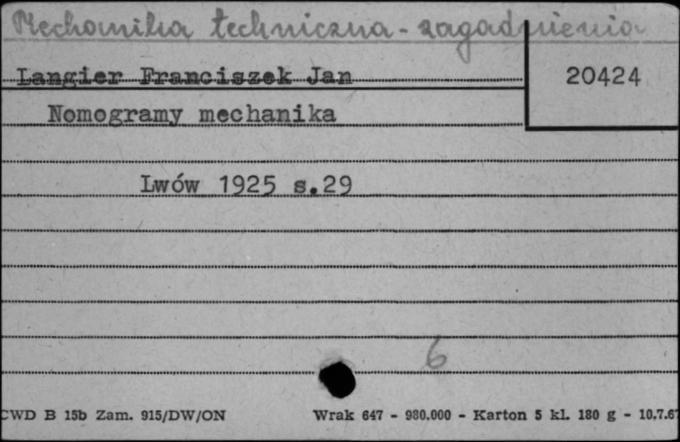 Mechanika techniczna - zagadnienia
Langier Franciszek Jan
20424
Nomogramy mechanika
Lwów 1925 s.29
6
CWD B 15b Zam. 915/DW/ON Wrak 647 - 980.000 - Karton 5 kl. 180 g - 10.7.67